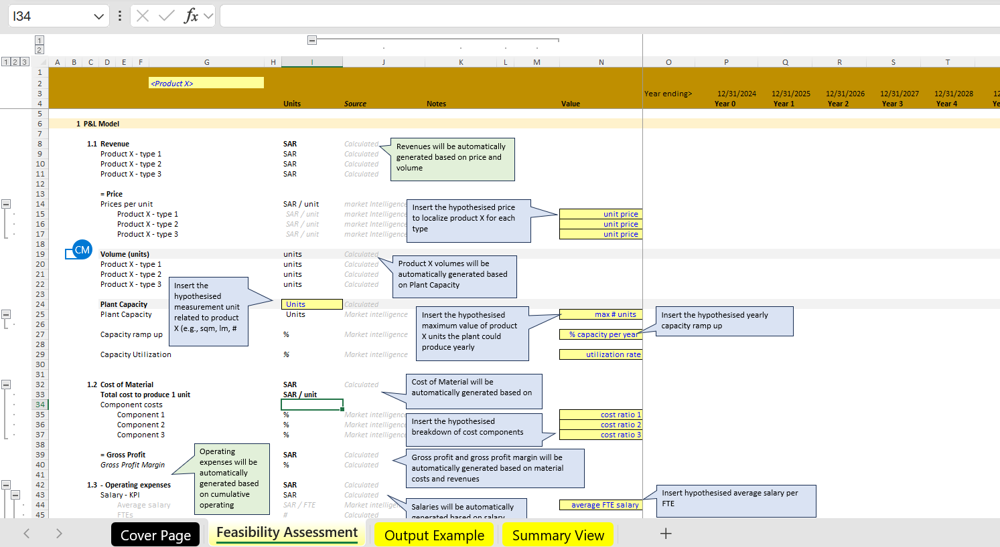 I34
fx
1
2
1 2 3
A B C D E F G H I J K L M N O P Q R S T
1
2 <Product X>
3 Year ending> 12/31/2024 12/31/2025 12/31/2026 12/31/2027 12/31/2028 12
4 Units Source Notes Value Year 0 Year 1 Year 2 Year 3 Year 4 Ye
5
6 1 P&L Model
7
8 1.1 Revenue SAR Calculated
9 Product X - type 1 SAR Calculated
10 Product X - type 2 SAR Calculated
11 Product X - type 3 SAR Calculated
Revenues will be automatically
generated based on price and
volume
12
13 = Price
14 Prices per unit SAR / unit market Intelligence
15 Product X - type 1 SAR / unit market Intelligence unit price
16 Product X - type 2 SAR / unit market Intelligence unit price
17 Product X - type 3 SAR / unit market Intelligence unit price
Insert the hypothesised price
to localize product X for each
type
18
CM
19 Volume (units) units Calculated
20 Product X - type 1 units Calculated
21 Product X - type 2 units Calculated
22 Product X - type 3 units Calculated
Product X volumes will be
automatically generated based
on Plant Capacity
Insert the
hypothesised
measurement unit
related to product
X (e.g., sqm, lm, #
23
24 Plant Capacity Units Calculated
25 Plant Capacity Units Market intelligence max # units
26
27 Capacity ramp up % Market intelligence % capacity per year
28
29 Capacity Utilization % Market intelligence utilization rate
Insert the hypothesised
maximum value of product
X units the plant could
produce yearly
Insert the hypothesised yearly
capacity ramp up
30
31
32 1.2 Cost of Material SAR Calculated
33 Total cost to produce 1 unit SAR / unit
34 Component costs
35 Component 1 % Market intelligence cost ratio 1
36 Component 2 % Market intelligence cost ratio 2
37 Component 3 % Market intelligence cost ratio 3
Cost of Material will be
automatically generated based on
Insert the hypothesised
breakdown of cost components
38
39 = Gross Profit SAR Calculated
40 Gross Profit Margin % Calculated
Gross profit and gross profit margin will be
automatically generated based on material
costs and revenues
Operating
expenses will be
automatically
generated based
on cumulative
operating
41
42 1.3 - Operating expenses SAR Calculated
43 Salary - KPI SAR Calculated
44 Average salary SAR / FTE Market intellige average FTE salary
45 FTEs # Calculated
Salaries will be automatically
generated based on salary
Insert hypothesised average salary per
FTE
Cover Page Feasibility Assessment Output Example Summary View +